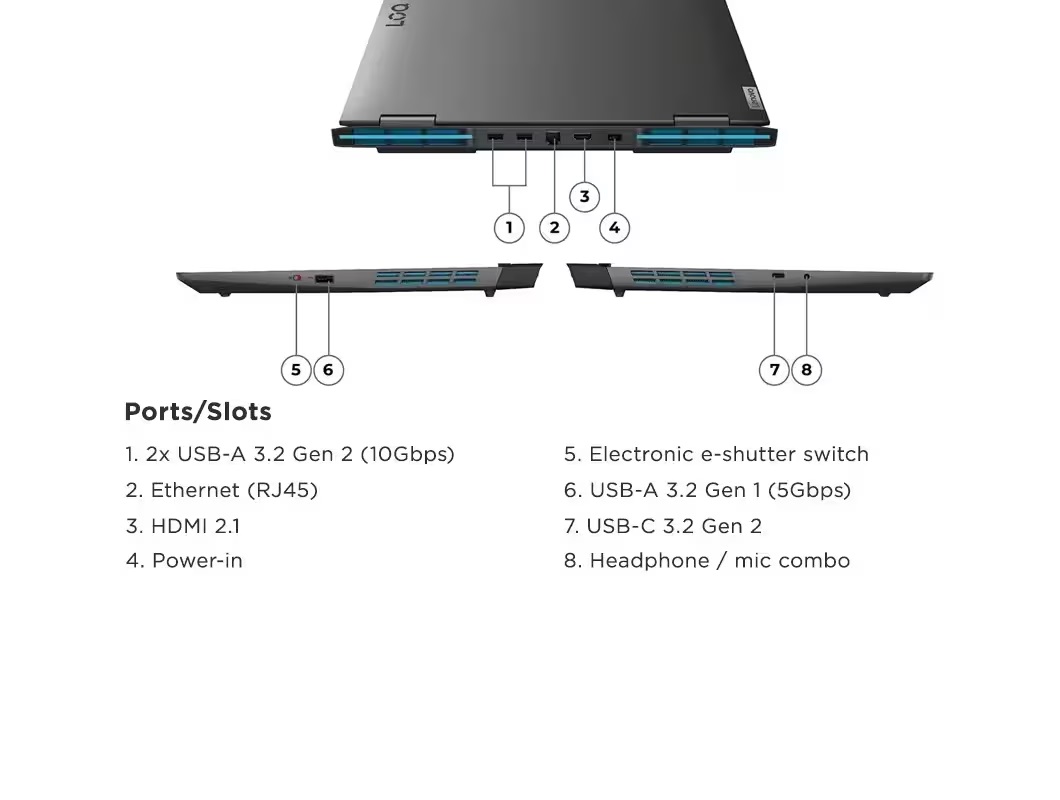 LOQ
Lenovo
1
2
3
4
5
6
7
8
Ports/Slots
1. 2x USB-A 3.2 Gen 2 (10Gbps)
2. Ethernet (RJ45)
3. HDMI 2.1
4. Power-in
5. Electronic e-shutter switch
6. USB-A 3.2 Gen 1 (5Gbps)
7. USB-C 3.2 Gen 2
8. Headphone / mic combo